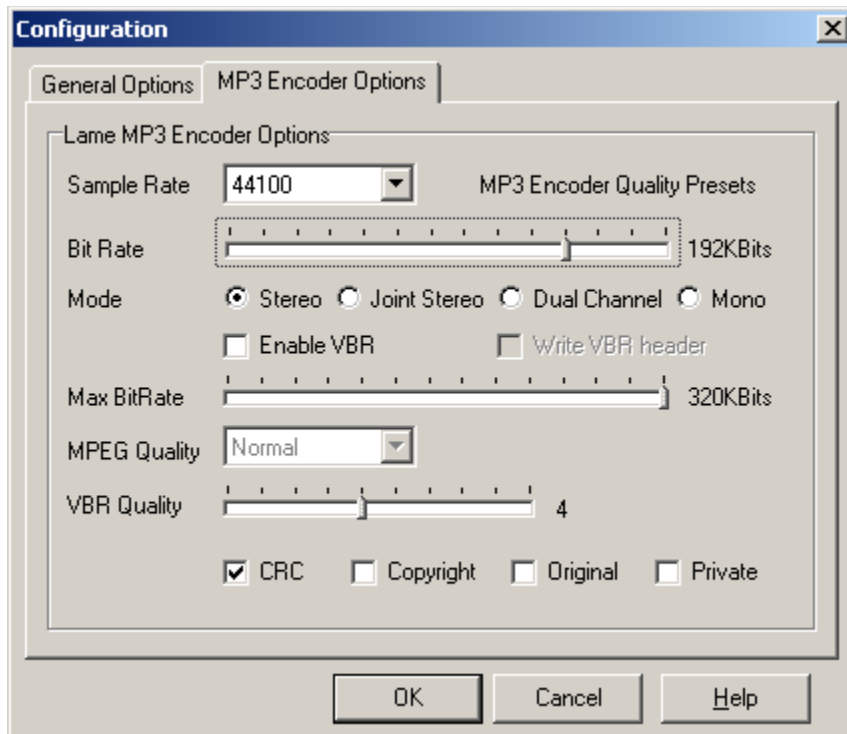 Configuration
General Options
MP3 Encoder Options
Lame MP3 Encoder Options
Sample Rate 44100 MP3 Encoder Quality Presets
Bit Rate 192KBits
Mode Stereo Joint Stereo Dual Channel Mono
Enable VBR Write VBR header
Max BitRate 320KBits
MPEG Quality Normal
VBR Quality 4
CRC Copyright Original Private
OK Cancel Help